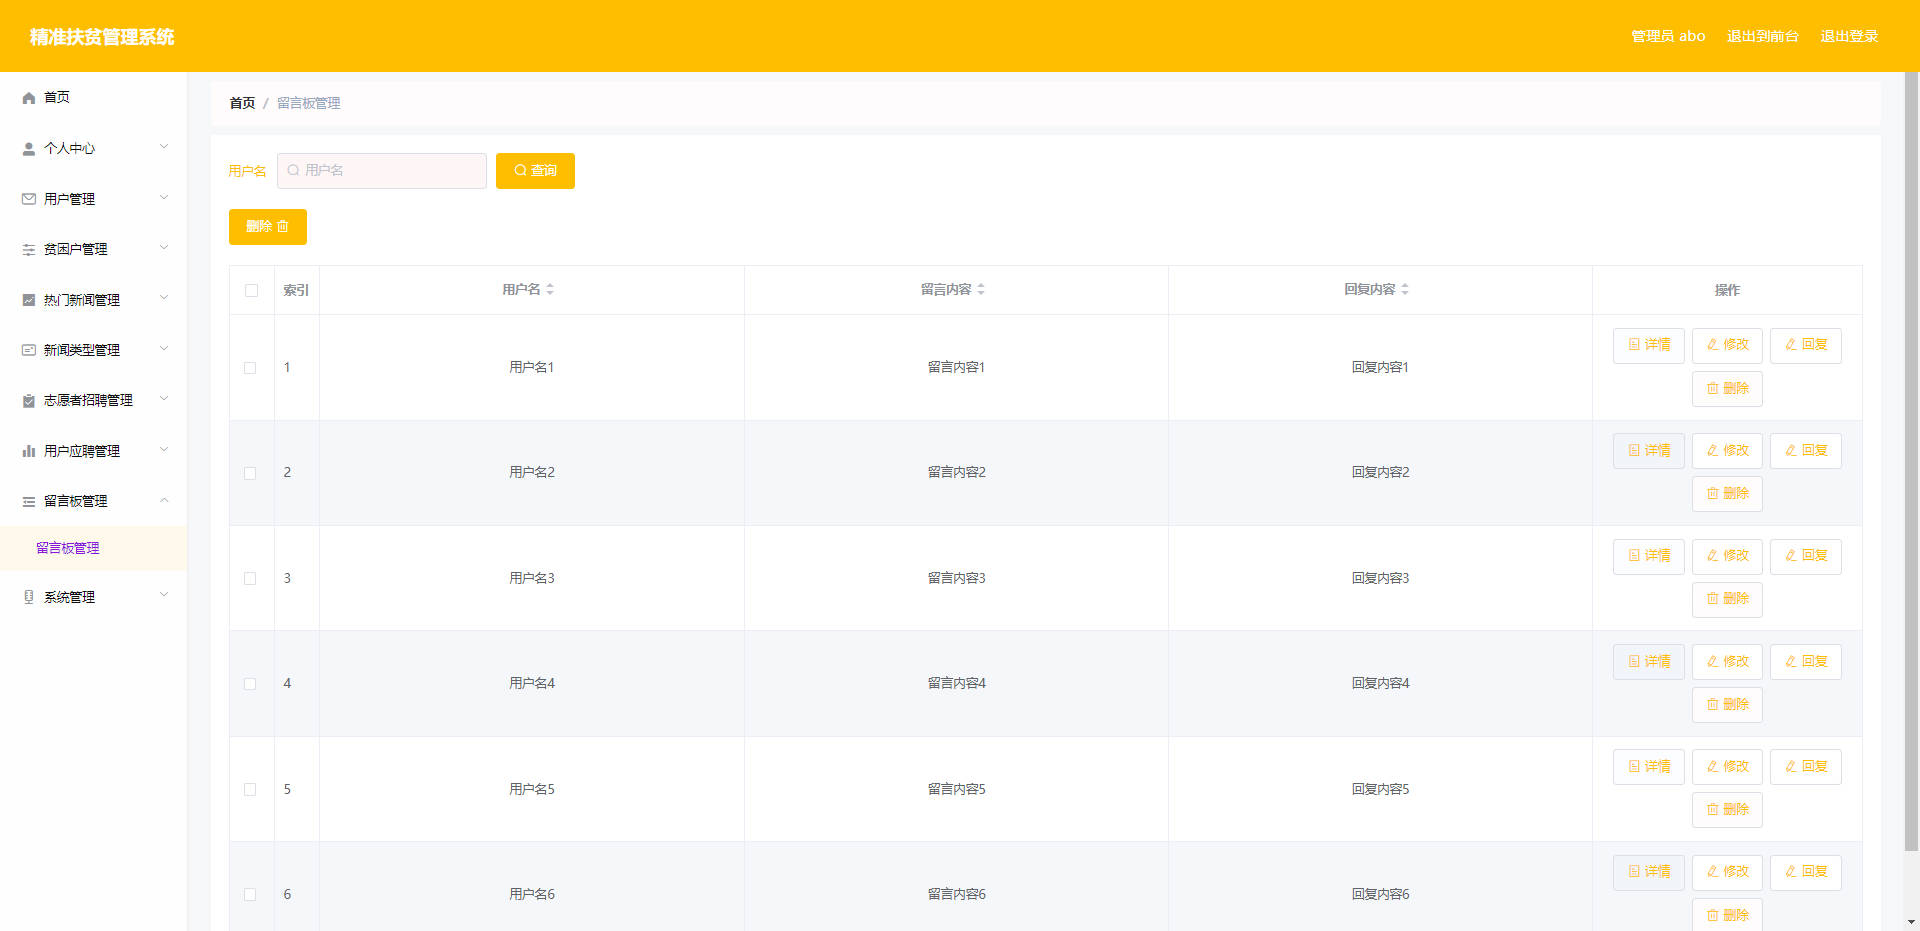 精准扶贫管理系统
管理员 abo 退出到前台 退出登录
首页
个人中心
用户管理
贫困户管理
热门新闻管理
新闻类型管理
志愿者招聘管理
用户应聘管理
留言板管理
留言板管理
系统管理
首页 / 留言板管理
用户名 用户名 查询
删除
索引 用户名 留言内容 回复内容 操作
1 用户名1 留言内容1 回复内容1 详情 修改 回复
删除
2 用户名2 留言内容2 回复内容2 详情 修改 回复
删除
3 用户名3 留言内容3 回复内容3 详情 修改 回复
删除
4 用户名4 留言内容4 回复内容4 详情 修改 回复
删除
5 用户名5 留言内容5 回复内容5 详情 修改 回复
删除
6 用户名6 留言内容6 回复内容6 详情 修改 回复
删除